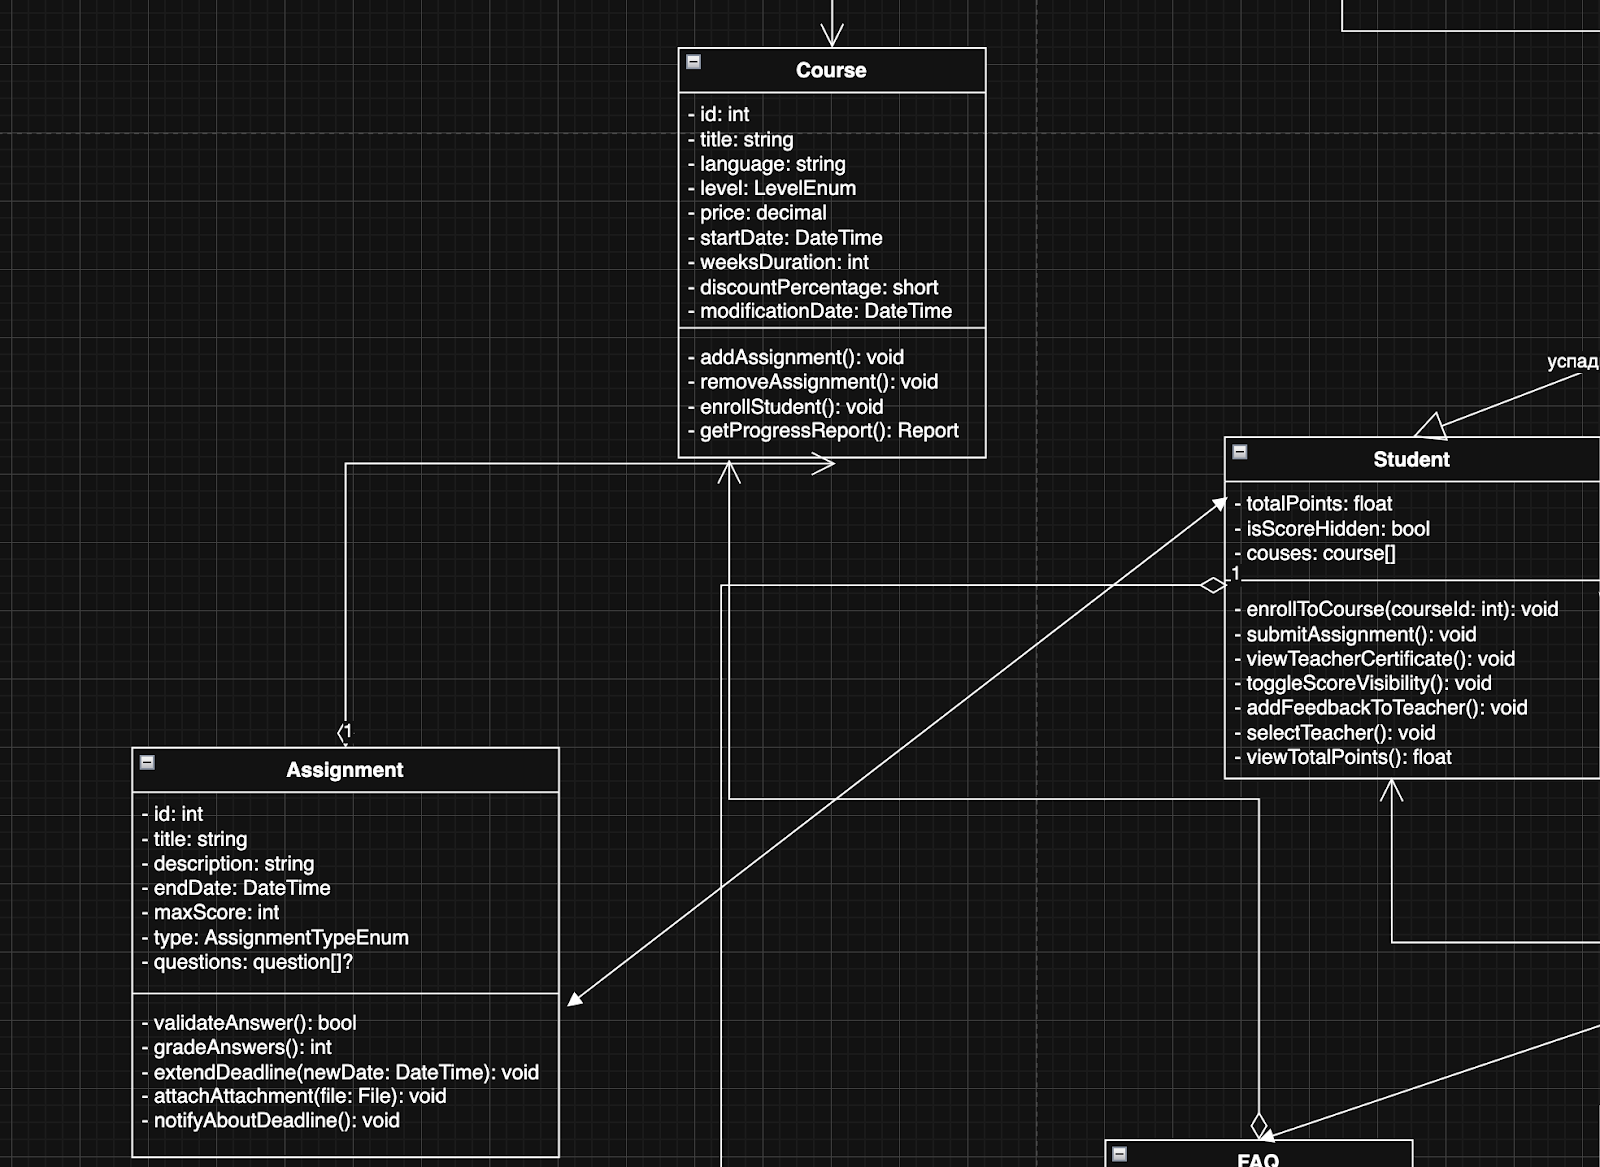 Course
- id: int
- title: string
- language: string
- level: LevelEnum
- price: decimal
- startDate: DateTime
- weeksDuration: int
- discountPercentage: short
- modificationDate: DateTime
- addAssignment(): void
- removeAssignment(): void
- enrollStudent(): void
- getProgressReport(): Report
успад
Student
- totalPoints: float
- isScoreHidden: bool
- couses: course[]
1
- enrollToCourse(courseId: int): void
- submitAssignment(): void
- viewTeacherCertificate(): void
- toggleScoreVisibility(): void
- addFeedbackToTeacher(): void
- selectTeacher(): void
- viewTotalPoints(): float
1
Assignment
- id: int
- title: string
- description: string
- endDate: DateTime
- maxScore: int
- type: AssignmentTypeEnum
- questions: question[]?
- validateAnswer(): bool
- gradeAnswers(): int
- extendDeadline(newDate: DateTime): void
- attachAttachment(file: File): void
- notifyAboutDeadline(): void
FAQ